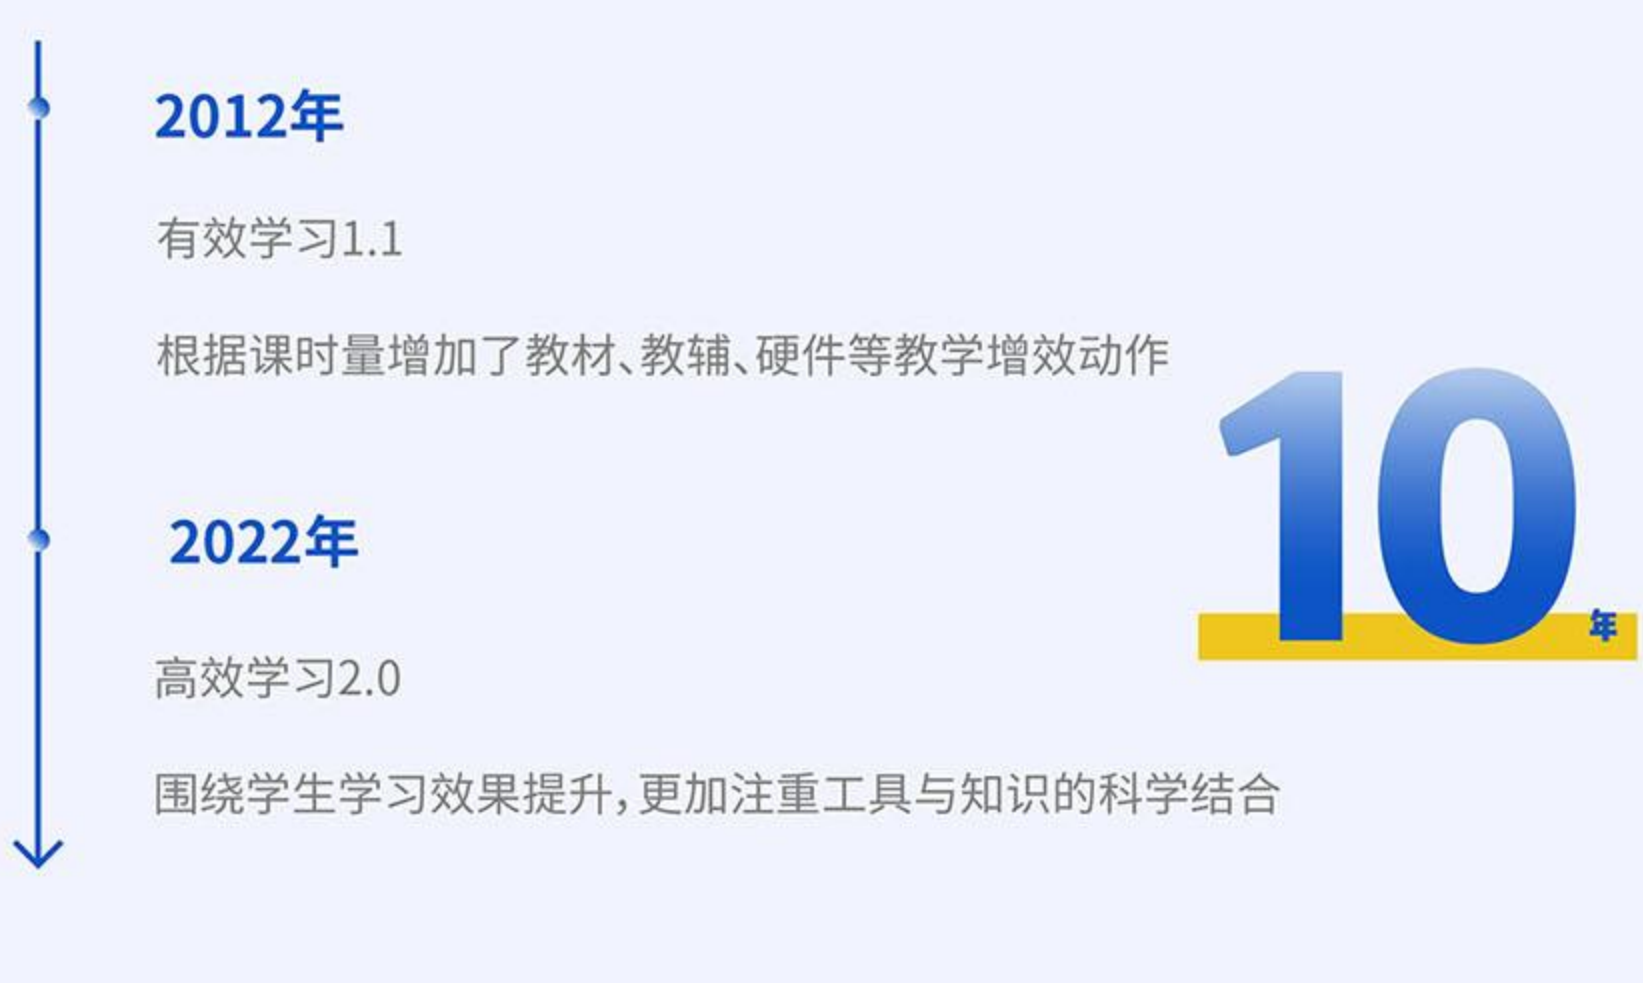 2012年
有效学习1.1
根据课时量增加了教材、教辅、硬件等教学增效动作
10年
2022年
高效学习2.0
围绕学生学习效果提升，更加注重工具与知识的科学结合